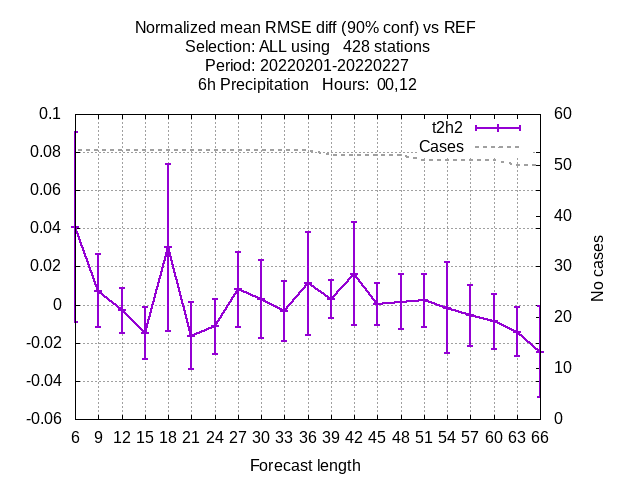 Normalized mean RMSE diff (90% conf) vs REF
Selection: ALL using   428 stations
Period: 20220201-20220227
6h Precipitation   Hours:  00,12
t2h2
Cases
0.1
0.08
0.06
0.04
0.02
0
-0.02
-0.04
-0.06
60
50
40
30
20
10
0
No cases
6 9 12 15 18 21 24 27 30 33 36 39 42 45 48 51 54 57 60 63 66
Forecast length